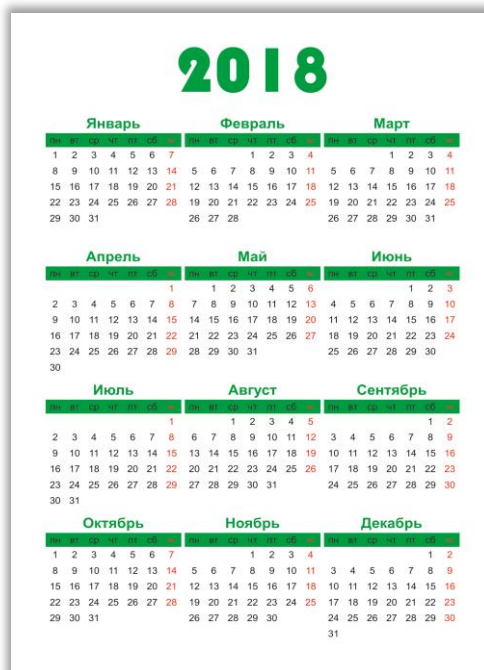 2018
Январь
пн вт ср чт пт сб вс
1 2 3 4 5 6 7
8 9 10 11 12 13 14
15 16 17 18 19 20 21
22 23 24 25 26 27 28
29 30 31
Февраль
пн вт ср чт пт сб вс
1 2 3 4
5 6 7 8 9 10 11
12 13 14 15 16 17 18
19 20 21 22 23 24 25
26 27 28
Март
пн вт ср чт пт сб вс
1 2 3 4
5 6 7 8 9 10 11
12 13 14 15 16 17 18
19 20 21 22 23 24 25
26 27 28 29 30 31
Апрель
пн вт ср чт пт сб вс
1
2 3 4 5 6 7 8
9 10 11 12 13 14 15
16 17 18 19 20 21 22
23 24 25 26 27 28 29
30
Май
пн вт ср чт пт сб вс
1 2 3 4 5 6
7 8 9 10 11 12 13
14 15 16 17 18 19 20
21 22 23 24 25 26 27
28 29 30 31
Июнь
пн вт ср чт пт сб вс
1 2 3
4 5 6 7 8 9 10
11 12 13 14 15 16 17
18 19 20 21 22 23 24
25 26 27 28 29 30
Июль
пн вт ср чт пт сб вс
1
2 3 4 5 6 7 8
9 10 11 12 13 14 15
16 17 18 19 20 21 22
23 24 25 26 27 28 29
30 31
Август
пн вт ср чт пт сб вс
1 2 3 4 5
6 7 8 9 10 11 12
13 14 15 16 17 18 19
20 21 22 23 24 25 26
27 28 29 30 31
Сентябрь
пн вт ср чт пт сб вс
1 2
3 4 5 6 7 8 9
10 11 12 13 14 15 16
17 18 19 20 21 22 23
24 25 26 27 28 29 30
Октябрь
пн вт ср чт пт сб вс
1 2 3 4 5 6 7
8 9 10 11 12 13 14
15 16 17 18 19 20 21
22 23 24 25 26 27 28
29 30 31
Ноябрь
пн вт ср чт пт сб вс
1 2 3 4
5 6 7 8 9 10 11
12 13 14 15 16 17 18
19 20 21 22 23 24 25
26 27 28 29 30
Декабрь
пн вт ср чт пт сб вс
1 2
3 4 5 6 7 8 9
10 11 12 13 14 15 16
17 18 19 20 21 22 23
24 25 26 27 28 29 30
31